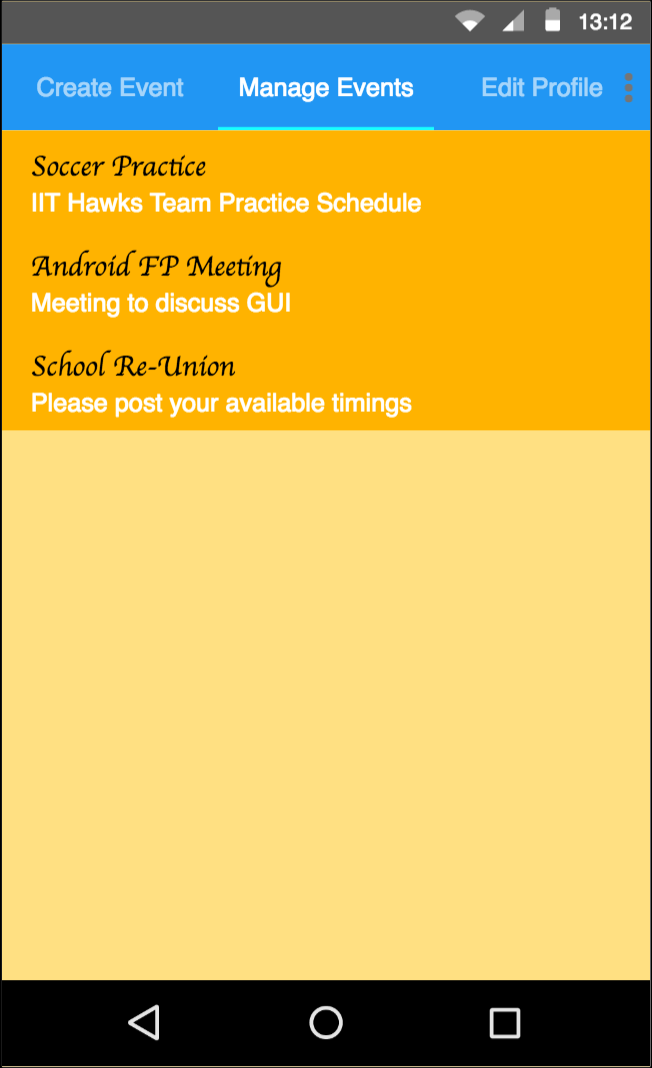 13:12
Create Event Manage Events Edit Profile
Soccer Practice
IIT Hawks Team Practice Schedule
Android FP Meeting
Meeting to discuss GUI
School Re-Union
Please post your available timings